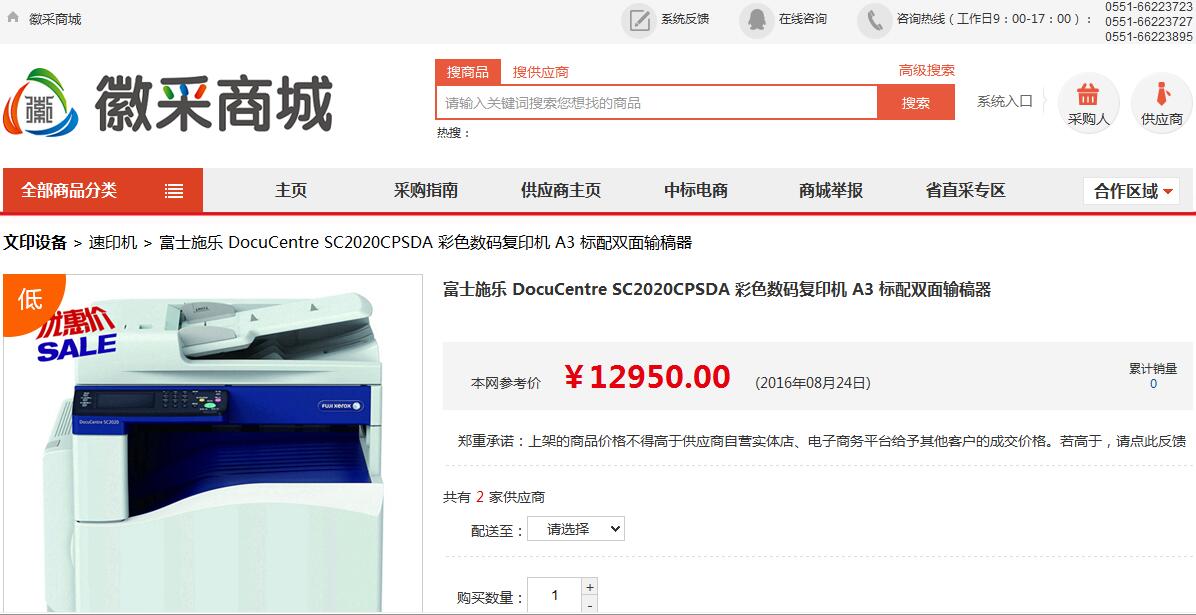 徽采商城
系统反馈
在线咨询
咨询热线（工作日9：00-17：00）：
0551-66223723
0551-66223727
0551-66223895
徽
徽采商城
搜商品
搜供应商
高级搜索
请输入关键词搜索您想找的商品
搜索
热搜：
系统入口
采购人
供应商
全部商品分类
主页
采购指南
供应商主页
中标电商
商城举报
省直采专区
合作区域
文印设备 > 速印机 > 富士施乐 DocuCentre SC2020CPSDA 彩色数码复印机 A3 标配双面输稿器
低
优惠价
SALE
FUJI XEROX
DocuCentre SC2020
富士施乐 DocuCentre SC2020CPSDA 彩色数码复印机 A3 标配双面输稿器
本网参考价
￥12950.00
(2016年08月24日)
累计销量
0
郑重承诺：上架的商品价格不得高于供应商自营实体店、电子商务平台给予其他客户的成交价格。若高于，请点此反馈
共有 2 家供应商
配送至：
请选择
购买数量：
1
+
-